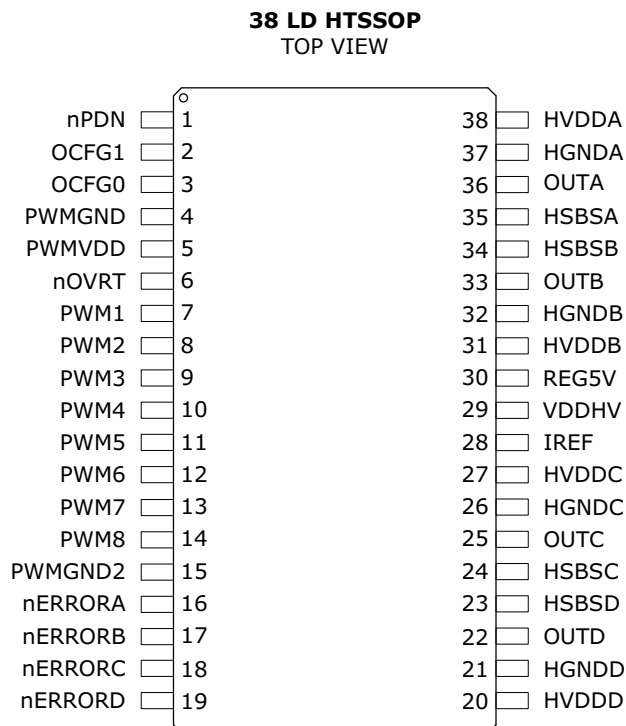 38 LD HTSSOP
TOP VIEW
nPDN 1 38 HVDDA
OCFG1 2 37 HGNDA
OCFG0 3 36 OUTA
PWMGND 4 35 HSBSA
PWMVDD 5 34 HSBSB
nOVRT 6 33 OUTB
PWM1 7 32 HGNDB
PWM2 8 31 HVDDB
PWM3 9 30 REG5V
PWM4 10 29 VDDHV
PWM5 11 28 IREF
PWM6 12 27 HVDDC
PWM7 13 26 HGNDC
PWM8 14 25 OUTC
PWMGND2 15 24 HSBSC
nERRORA 16 23 HSBSD
nERRORB 17 22 OUTD
nERRORC 18 21 HGNDD
nERRORD 19 20 HVDDD